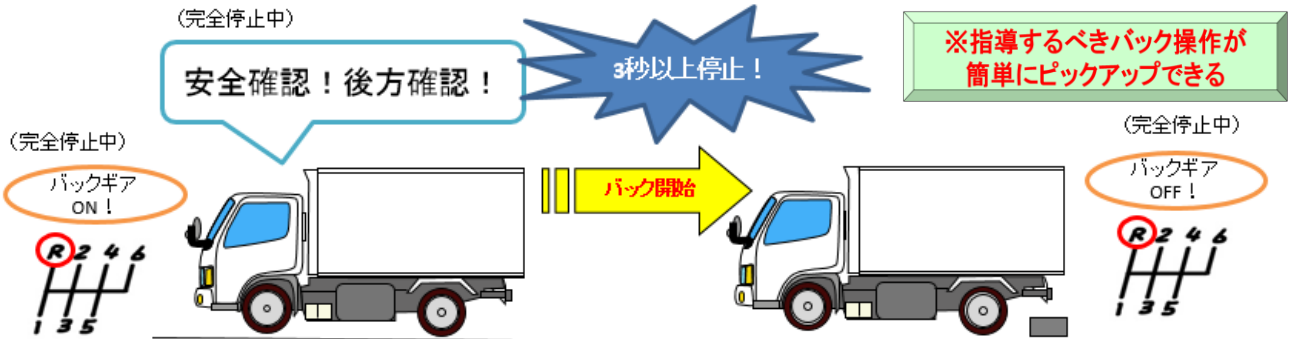 (完全停止中)
安全確認！後方確認！
3秒以上停止！
※指導するべきバック操作が
簡単にピックアップできる
(完全停止中)
バックギア
ON！
R 2 4 6
1 3 5
バック開始
(完全停止中)
バックギア
OFF！
R 2 4 6
1 3 5